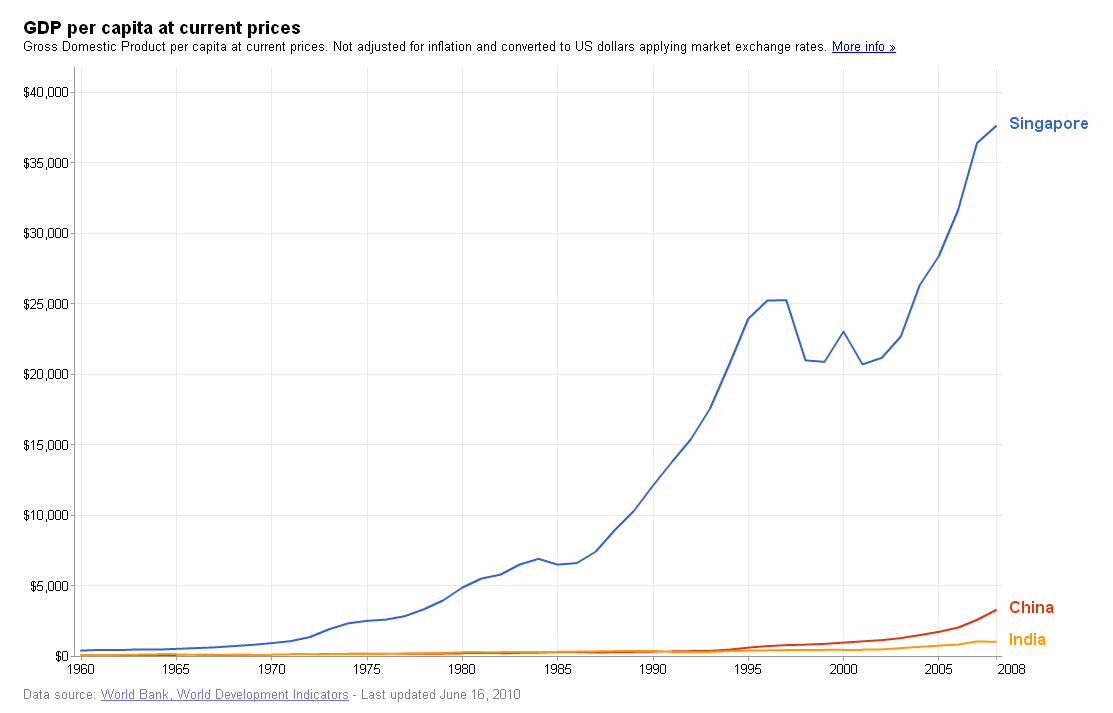 GDP per capita at current prices
Gross Domestic Product per capita at current prices. Not adjusted for inflation and converted to US dollars applying market exchange rates. More info »
$40,000
Singapore
$35,000
$30,000
$25,000
$20,000
$15,000
$10,000
$5,000
China
India
$0
1960 1965 1970 1975 1980 1985 1990 1995 2000 2005 2008
Data source: World Bank, World Development Indicators - Last updated June 16, 2010